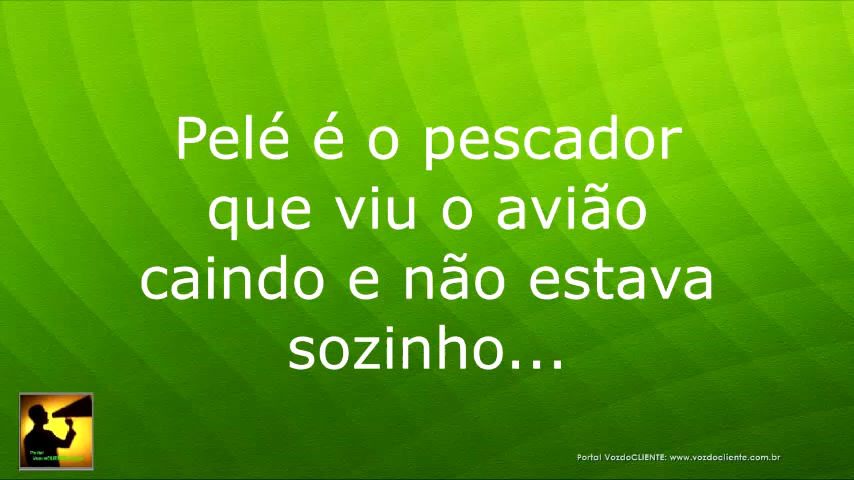 Pelé é o pescador
que viu o avião
caindo e não estava
sozinho...
Portal VozdoCLIENTE: www.vozdocliente.com.br